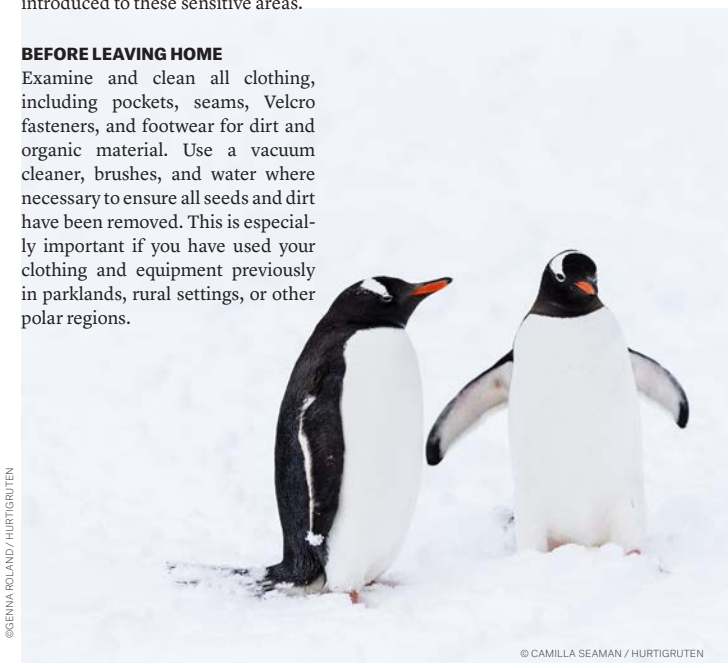 introduced to these sensitive areas.
BEFORE LEAVING HOME
Examine and clean all clothing,
including pockets, seams, Velcro
fasteners, and footwear for dirt and
organic material. Use a vacuum
cleaner, brushes, and water where
necessary to ensure all seeds and dirt
have been removed. This is especial-
ly important if you have used your
clothing and equipment previously
in parklands, rural settings, or other
polar regions.
©GENNA ROLAND / HURTIGRUTEN
© CAMILLA SEAMAN / HURTIGRUTEN